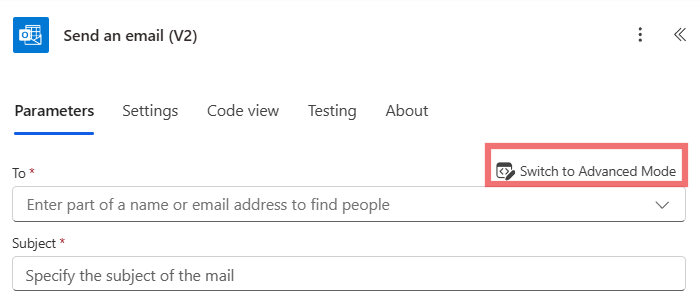 Send an email (V2)
Parameters Settings Code view Testing About
To * Switch to Advanced Mode
Enter part of a name or email address to find people
Subject *
Specify the subject of the mail